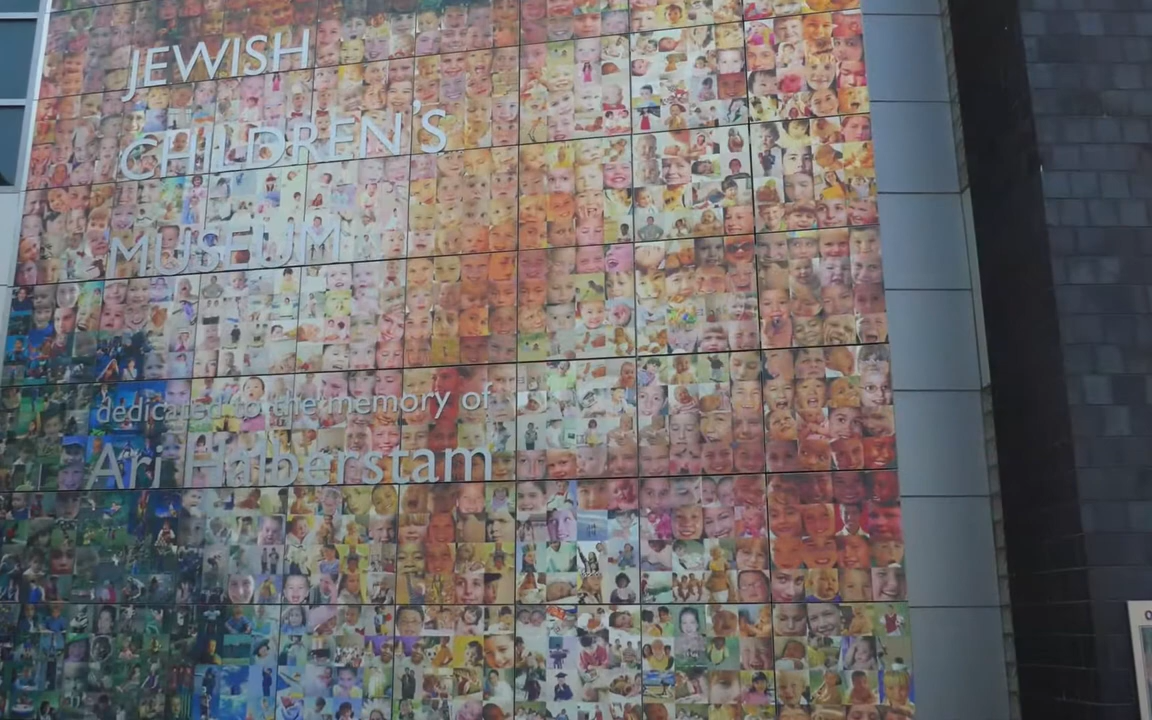 JEWISH
CHILDREN'S
MUSEUM
dedicated to the memory of
Ari Halberstam